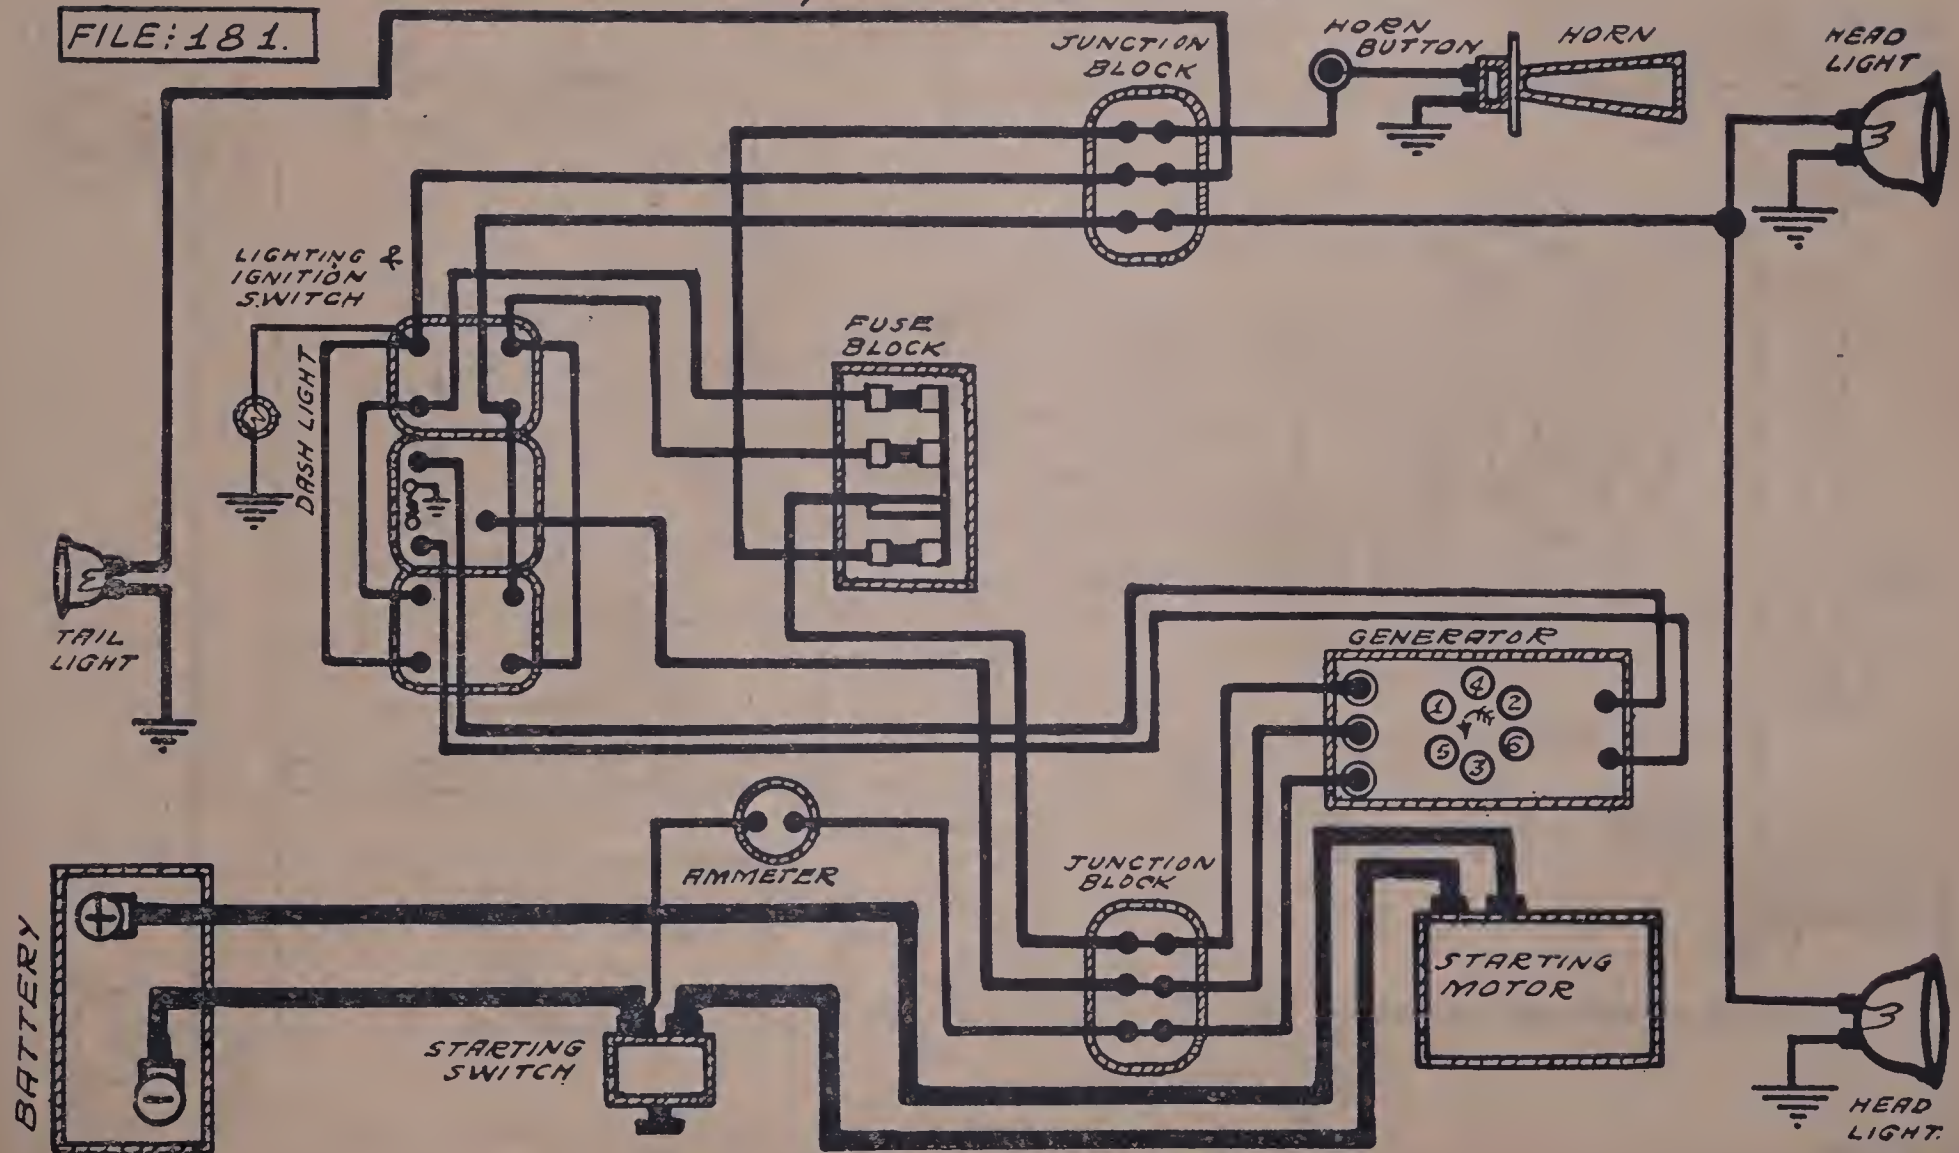 FILE:181.
JUNCTION
BLOCK
HORN
BUTTON
HORN
HEAD
LIGHT
LIGHTING &
IGNITION
SWITCH
DASH LIGHT
FUSE
BLOCK
TAIL
LIGHT
GENERATOR
4
1
2
5
6
3
AMMETER
JUNCTION
BLOCK
BATTERY
+
-
STARTING
SWITCH
STARTING
MOTOR
HEAD
LIGHT.